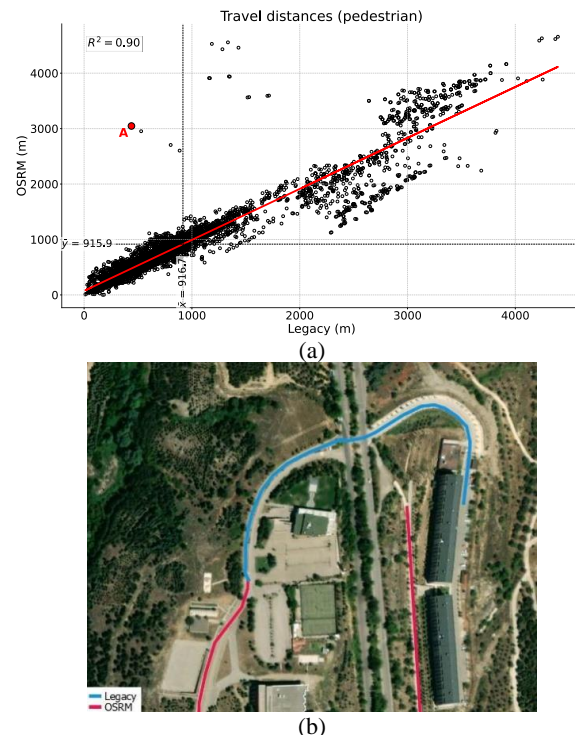 Travel distances (pedestrian)
R² = 0.90
4000
3000
2000
1000
0
OSRM (m)
A
ȳ = 915.9
x̄ = 916.7
0 1000 2000 3000 4000
Legacy (m)
(a)
Legacy
OSRM
(b)